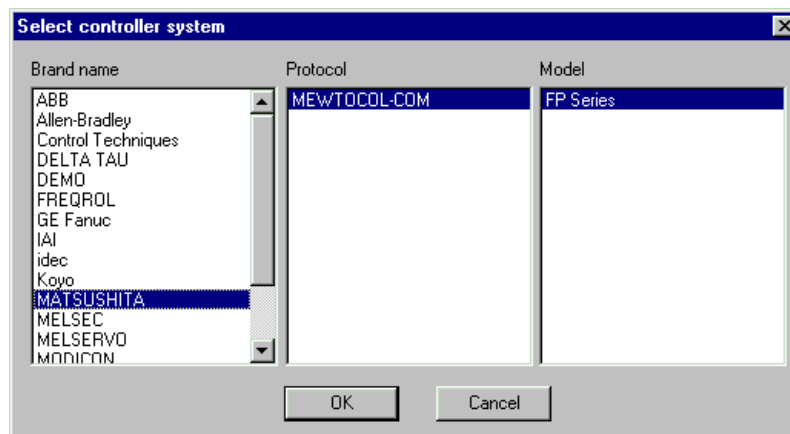 Select controller system
Brand name
Protocol
Model
ABB
Allen-Bradley
Control Techniques
DELTA TAU
DEMO
FREQROL
GE Fanuc
IAI
idec
Koyo
MATSUSHITA
MELSEC
MELSERVO
MODICON
MEWTOCOL-COM
FP Series
OK
Cancel